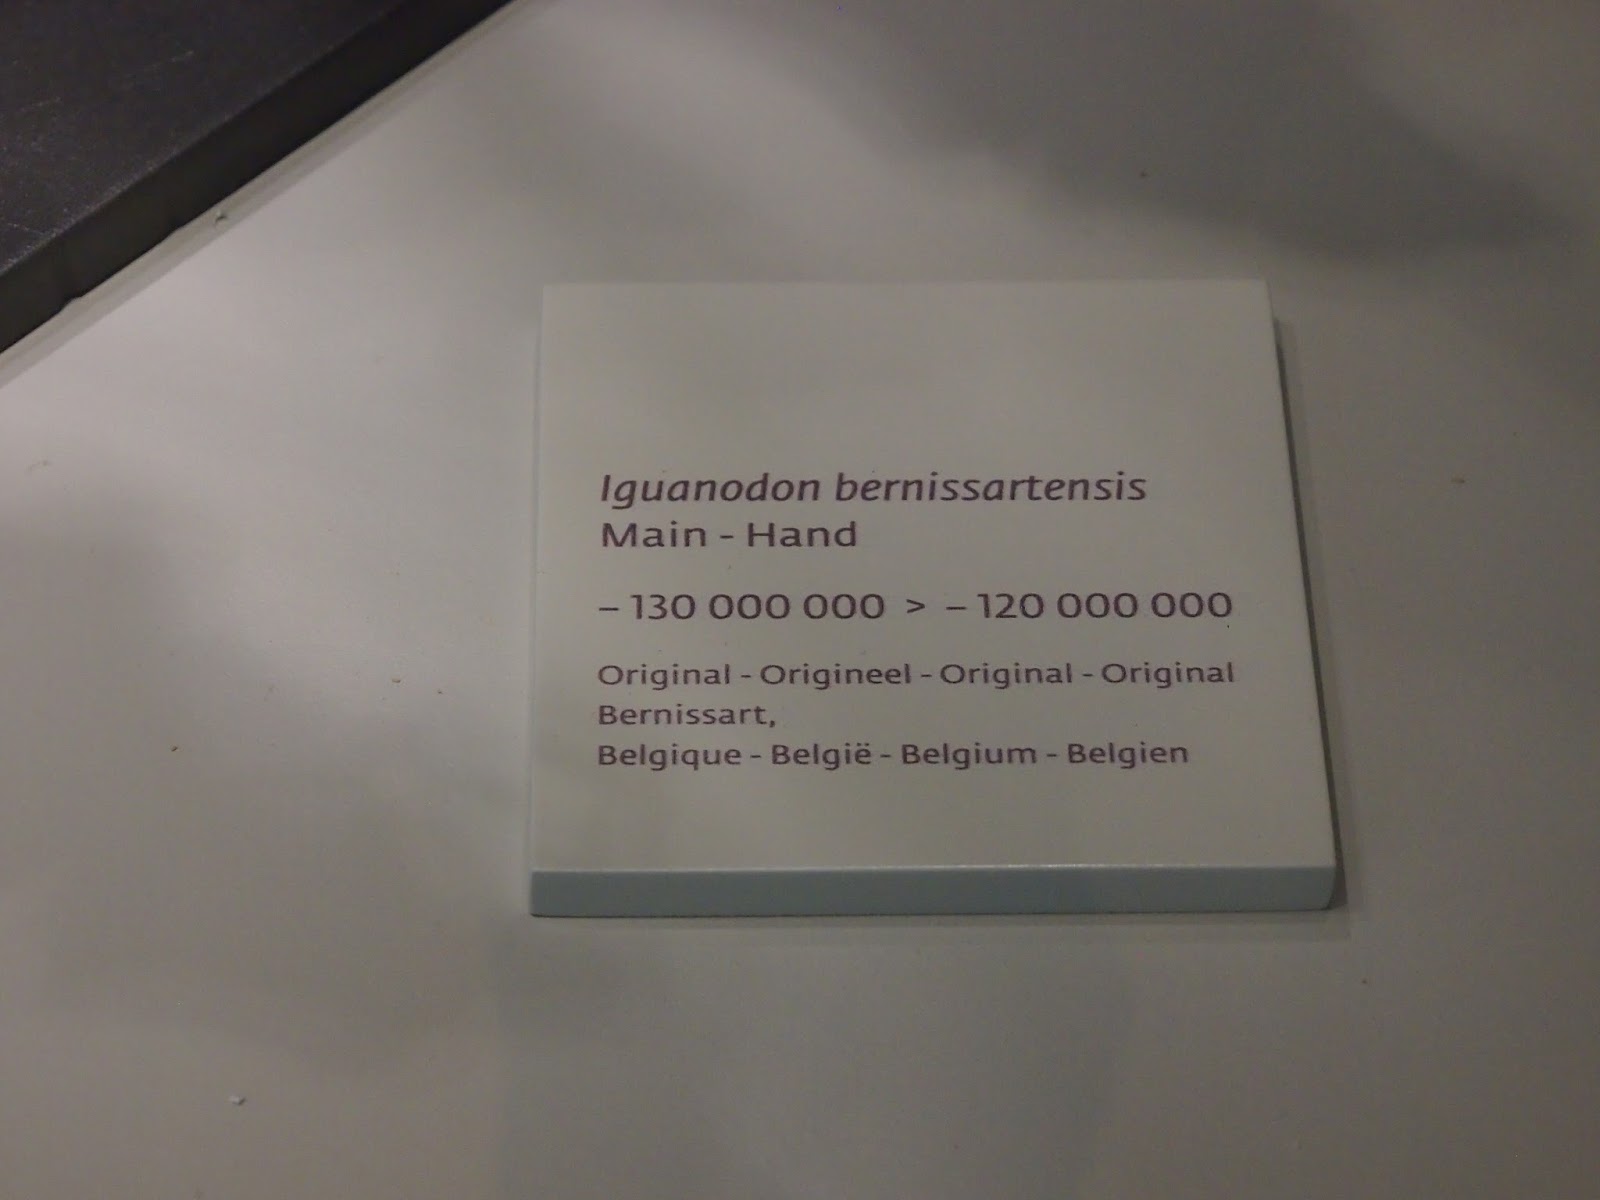 Iguanodon bernissartensis
Main - Hand
– 130 000 000 > – 120 000 000
Original - Origineel - Original - Original
Bernissart,
Belgique - België - Belgium - Belgien